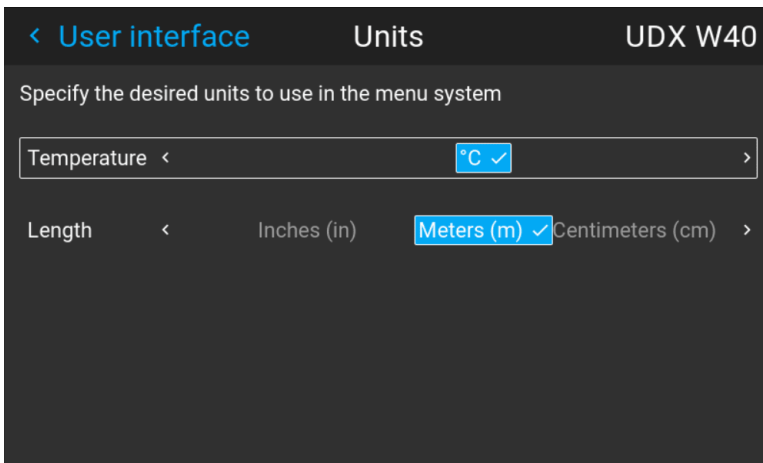 User interface Units UDX W40
Specify the desired units to use in the menu system
Temperature °C
Length Inches (in) Meters (m) Centimeters (cm)